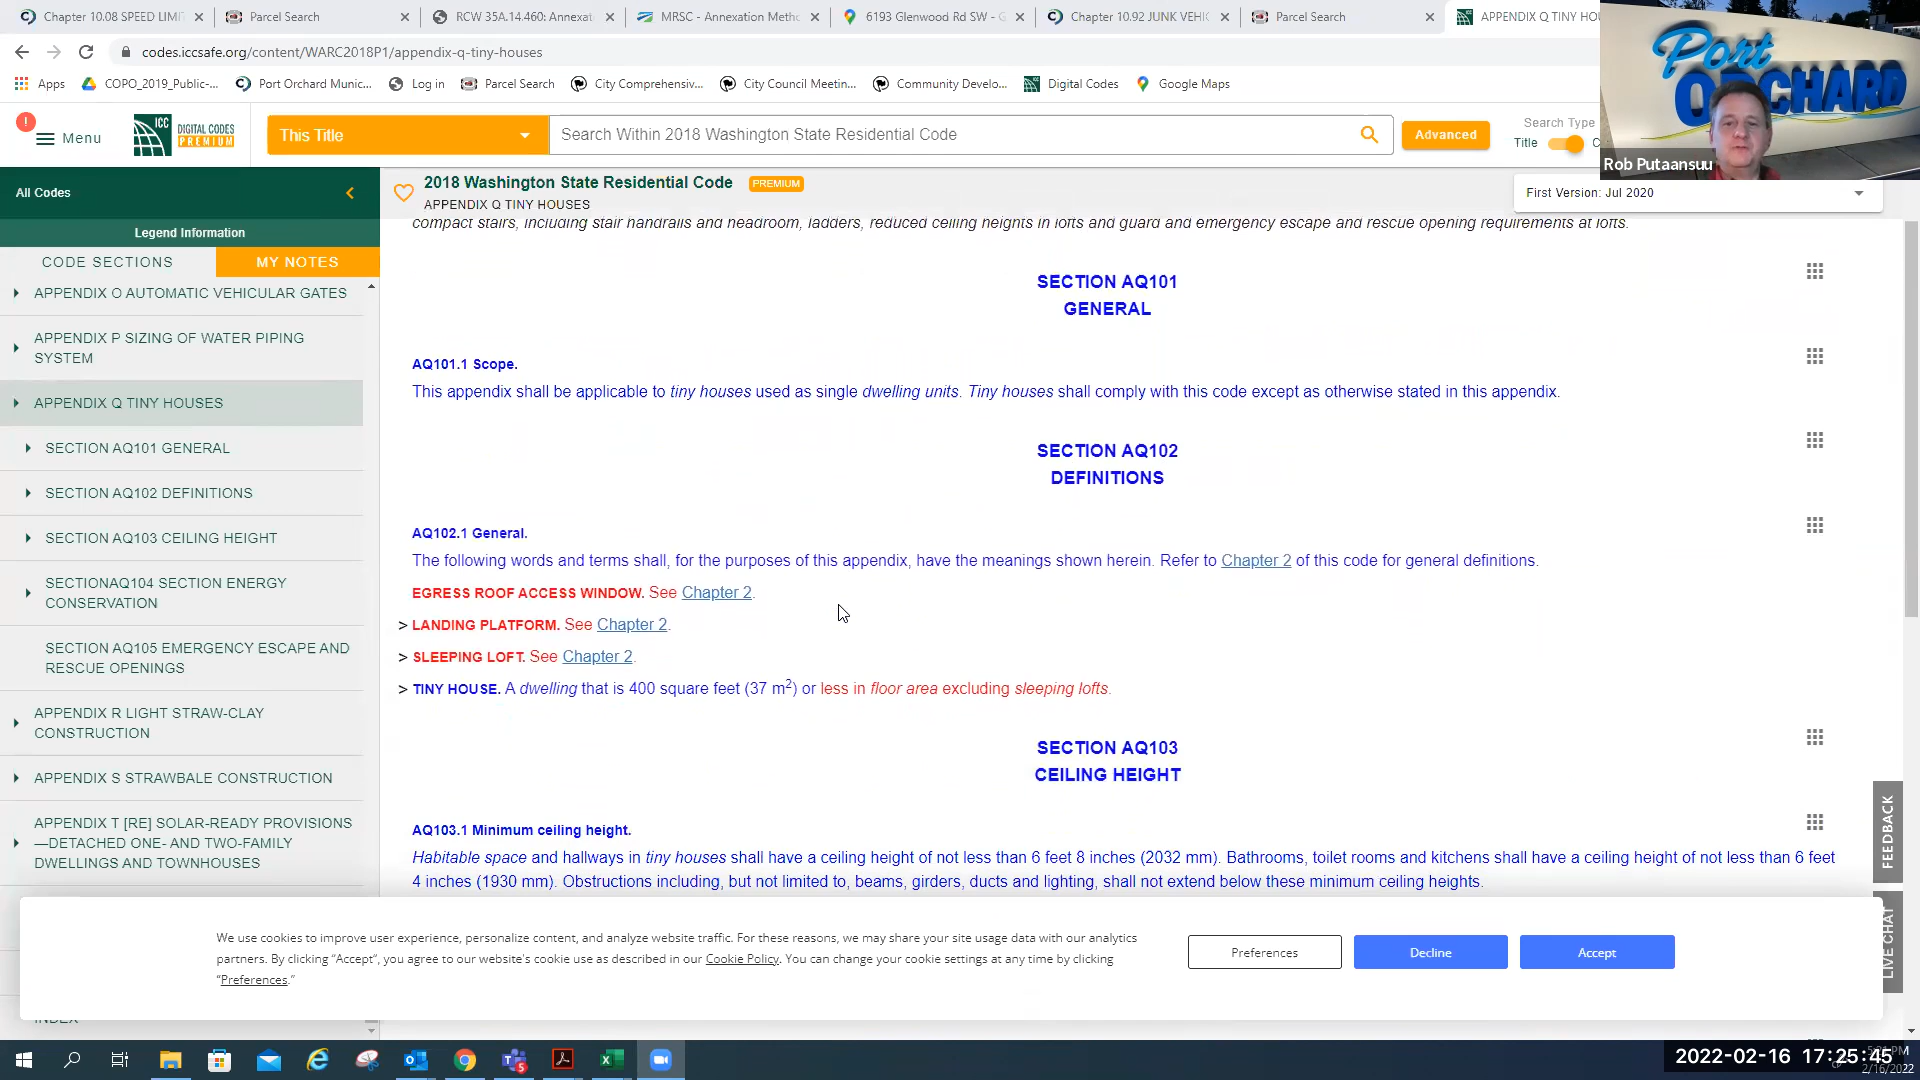 Chapter 10.08 SPEED LIMI
Parcel Search
RCW 35A.14.460: Annexat
MRSC - Annexation Metho
6193 Glenwood Rd SW - G
Chapter 10.92 JUNK VEHIC
Parcel Search
APPENDIX Q TINY HOU
codes.iccsafe.org/content/WARC2018P1/appendix-q-tiny-houses
Apps
COPO_2019_Public-...
Port Orchard Munic...
Log in
Parcel Search
City Comprehensiv...
City Council Meetin...
Community Develo...
Digital Codes
Google Maps
Port
ORCHARD
Rob Putaansuu
!
Menu
ICC
DIGITAL CODES
PREMIUM
This Title
Search Within 2018 Washington State Residential Code
Advanced
Search Type
Title
C
All Codes
2018 Washington State Residential Code PREMIUM
APPENDIX Q TINY HOUSES
First Version: Jul 2020
Legend Information
CODE SECTIONS
MY NOTES
APPENDIX O AUTOMATIC VEHICULAR GATES
APPENDIX P SIZING OF WATER PIPING
SYSTEM
APPENDIX Q TINY HOUSES
SECTION AQ101 GENERAL
SECTION AQ102 DEFINITIONS
SECTION AQ103 CEILING HEIGHT
SECTIONAQ104 SECTION ENERGY
CONSERVATION
SECTION AQ105 EMERGENCY ESCAPE AND
RESCUE OPENINGS
APPENDIX R LIGHT STRAW-CLAY
CONSTRUCTION
APPENDIX S STRAWBALE CONSTRUCTION
APPENDIX T [RE] SOLAR-READY PROVISIONS
—DETACHED ONE- AND TWO-FAMILY
DWELLINGS AND TOWNHOUSES
INDEX
compact stairs, including stair handrails and headroom, ladders, reduced ceiling heights in lofts and guard and emergency escape and rescue opening requirements at lofts.
SECTION AQ101
GENERAL
AQ101.1 Scope.
This appendix shall be applicable to tiny houses used as single dwelling units. Tiny houses shall comply with this code except as otherwise stated in this appendix.
SECTION AQ102
DEFINITIONS
AQ102.1 General.
The following words and terms shall, for the purposes of this appendix, have the meanings shown herein. Refer to Chapter 2 of this code for general definitions.
EGRESS ROOF ACCESS WINDOW. See Chapter 2.
> LANDING PLATFORM. See Chapter 2.
> SLEEPING LOFT. See Chapter 2.
> TINY HOUSE. A dwelling that is 400 square feet (37 m2) or less in floor area excluding sleeping lofts.
SECTION AQ103
CEILING HEIGHT
AQ103.1 Minimum ceiling height.
Habitable space and hallways in tiny houses shall have a ceiling height of not less than 6 feet 8 inches (2032 mm). Bathrooms, toilet rooms and kitchens shall have a ceiling height of not less than 6 feet
4 inches (1930 mm). Obstructions including, but not limited to, beams, girders, ducts and lighting, shall not extend below these minimum ceiling heights.
FEEDBACK
LIVE CHAT
We use cookies to improve user experience, personalize content, and analyze website traffic. For these reasons, we may share your site usage data with our analytics
partners. By clicking “Accept”, you agree to our website's cookie use as described in our Cookie Policy. You can change your cookie settings at any time by clicking
“Preferences.”
Preferences
Decline
Accept
5
2022-02-16 17:25:45
2/16/2022